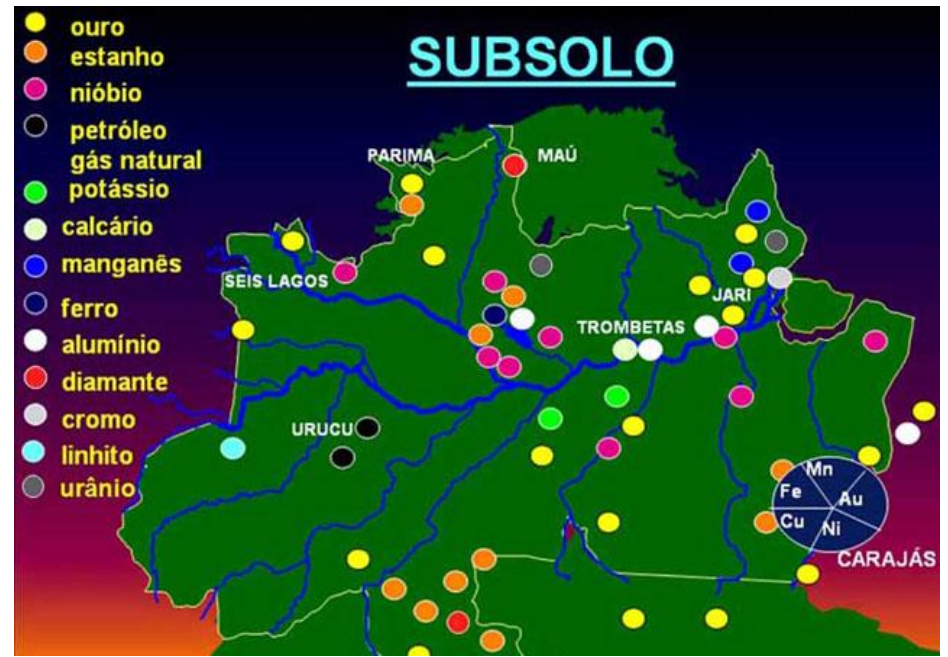 SUBSOLO
ouro
estanho
nióbio
petróleo
gás natural
potássio
calcário
manganês
ferro
alumínio
diamante
cromo
linhito
urânio
PARIMA
MAÚ
SEIS LAGOS
JARI
TROMBETAS
URUCU
Mn
Fe
Au
Cu
Ni
CARAJÁS